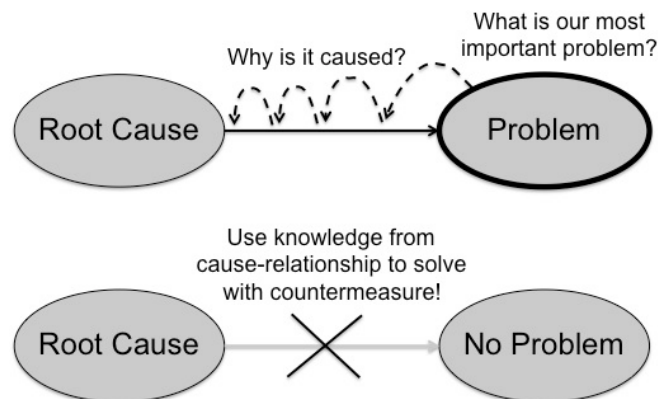 What is our most
important problem?
Why is it caused?
Root Cause
Problem
Use knowledge from
cause-relationship to solve
with countermeasure!
Root Cause
No Problem